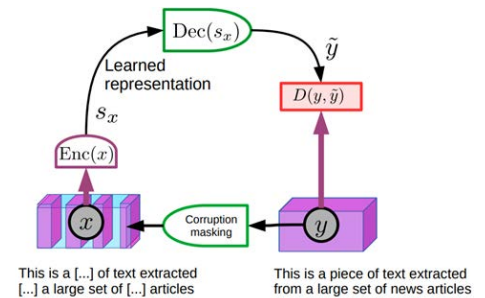 Dec(s_x)
ỹ
Learned
representation
D(y, ỹ)
s_x
Enc(x)
x
Corruption
masking
y
This is a [...] of text extracted
[...] a large set of [...] articles
This is a piece of text extracted
from a large set of news articles